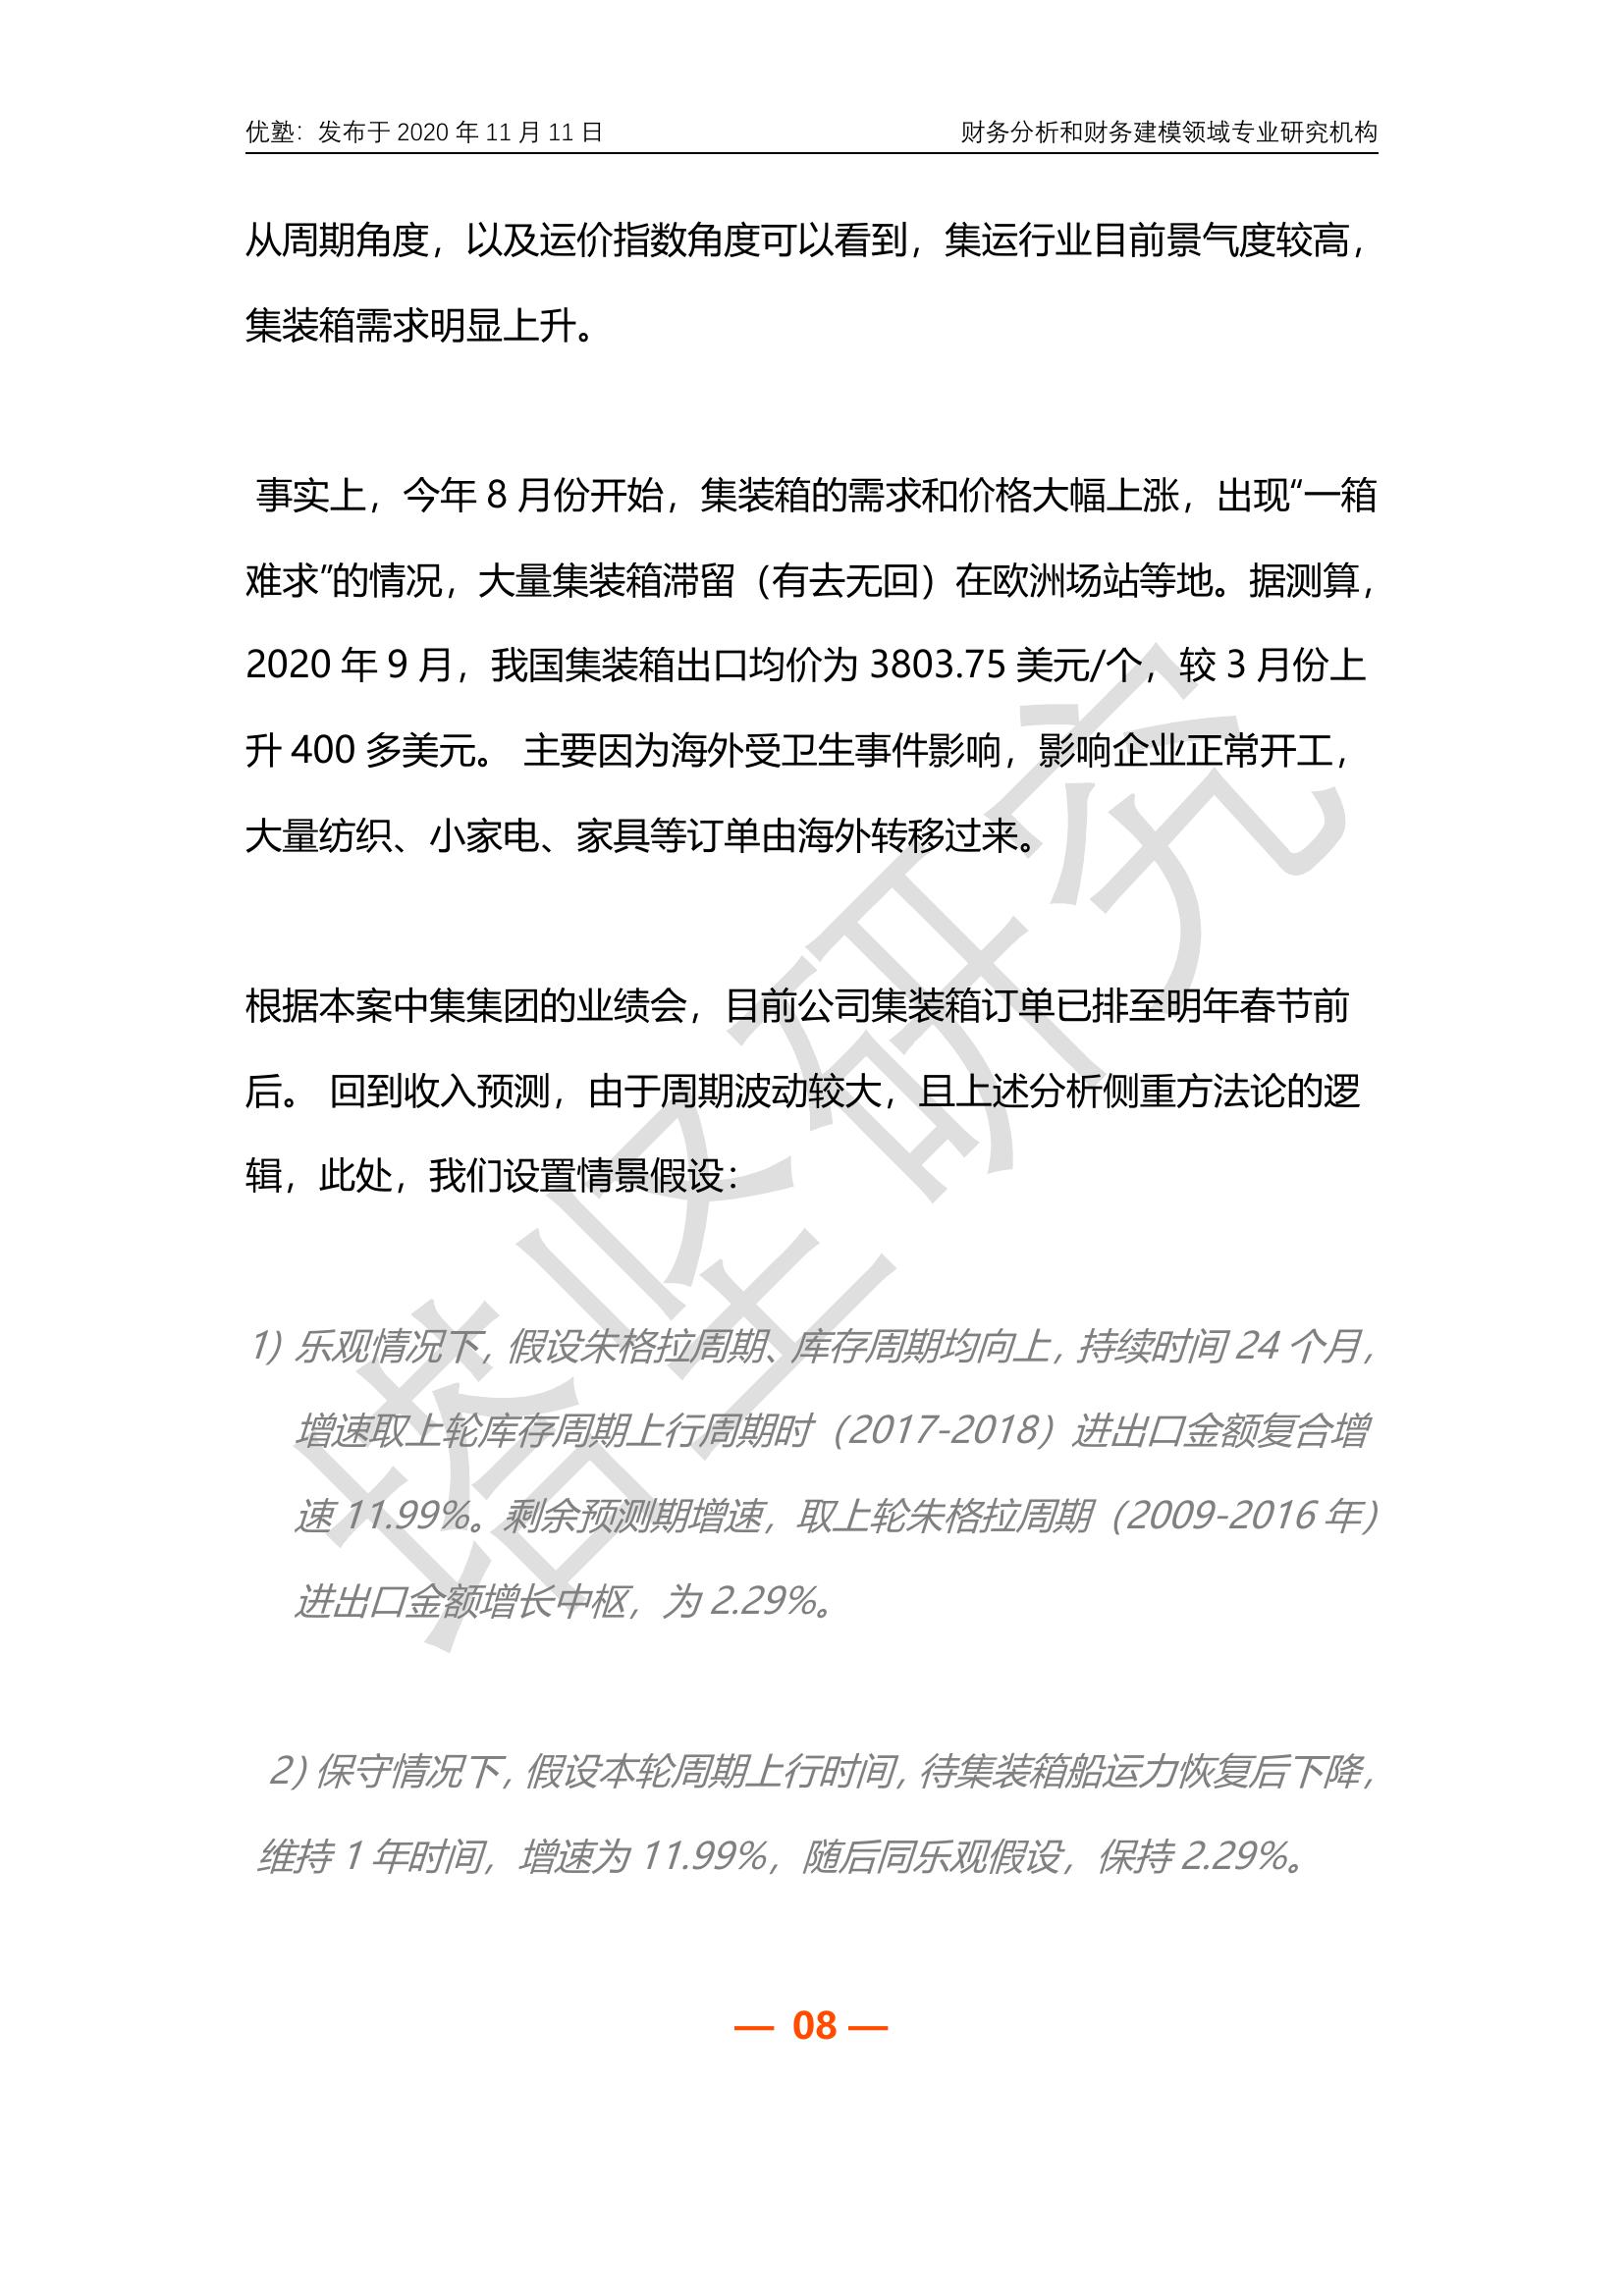 优塾：发布于 2020 年 11 月 11 日 财务分析和财务建模领域专业研究机构
从周期角度，以及运价指数角度可以看到，集运行业目前景气度较高，
集装箱需求明显上升。
事实上，今年 8 月份开始，集装箱的需求和价格大幅上涨，出现“一箱
难求”的情况，大量集装箱滞留（有去无回）在欧洲场站等地。据测算，
2020 年 9 月，我国集装箱出口均价为 3803.75 美元/个，较 3 月份上
升 400 多美元。 主要因为海外受卫生事件影响，影响企业正常开工，
大量纺织、小家电、家具等订单由海外转移过来。
根据本案中集集团的业绩会，目前公司集装箱订单已排至明年春节前
后。 回到收入预测，由于周期波动较大，且上述分析侧重方法论的逻
辑，此处，我们设置情景假设：
1）乐观情况下，假设朱格拉周期、库存周期均向上，持续时间 24 个月，
增速取上轮库存周期上行周期时（2017-2018）进出口金额复合增
速 11.99%。剩余预测期增速，取上轮朱格拉周期（2009-2016 年）
进出口金额增长中枢，为 2.29%。
2）保守情况下，假设本轮周期上行时间，待集装箱船运力恢复后下降，
维持 1 年时间，增速为 11.99%，随后同乐观假设，保持 2.29%。
— 08 —
塔坚研究